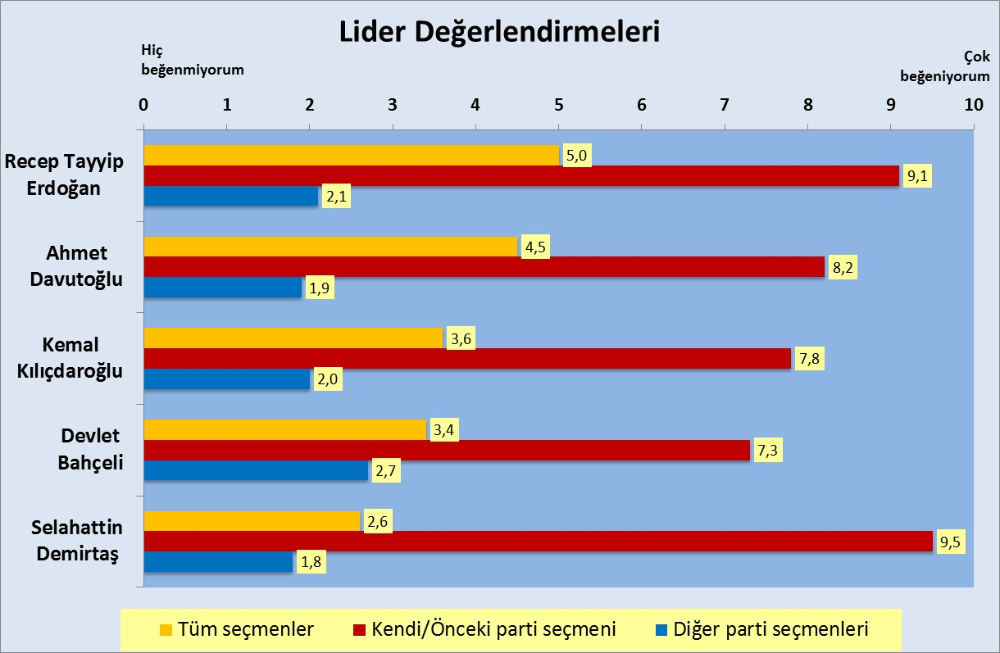 Lider Değerlendirmeleri
Hiç
beğenmiyorum
Çok
beğeniyorum
0 1 2 3 4 5 6 7 8 9 10
Recep Tayyip
Erdoğan
5,0
9,1
2,1
Ahmet
Davutoğlu
4,5
8,2
1,9
Kemal
Kılıçdaroğlu
3,6
7,8
2,0
Devlet
Bahçeli
3,4
7,3
2,7
Selahattin
Demirtaş
2,6
9,5
1,8
Tüm seçmenler Kendi/Önceki parti seçmeni Diğer parti seçmenleri